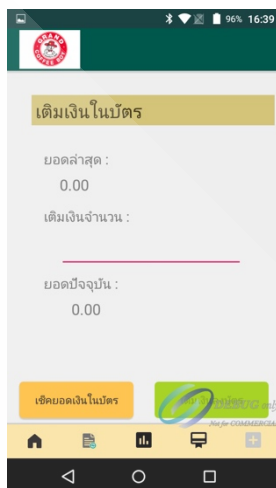 96% 16:39
GRAND
COFFEE BOY
เติมเงินในบัตร
ยอดล่าสุด :
0.00
เติมเงินจำนวน :
ยอดปัจจุบัน :
0.00
เช็คยอดเงินในบัตร
DEBUG only
Not for COMMERCIAL